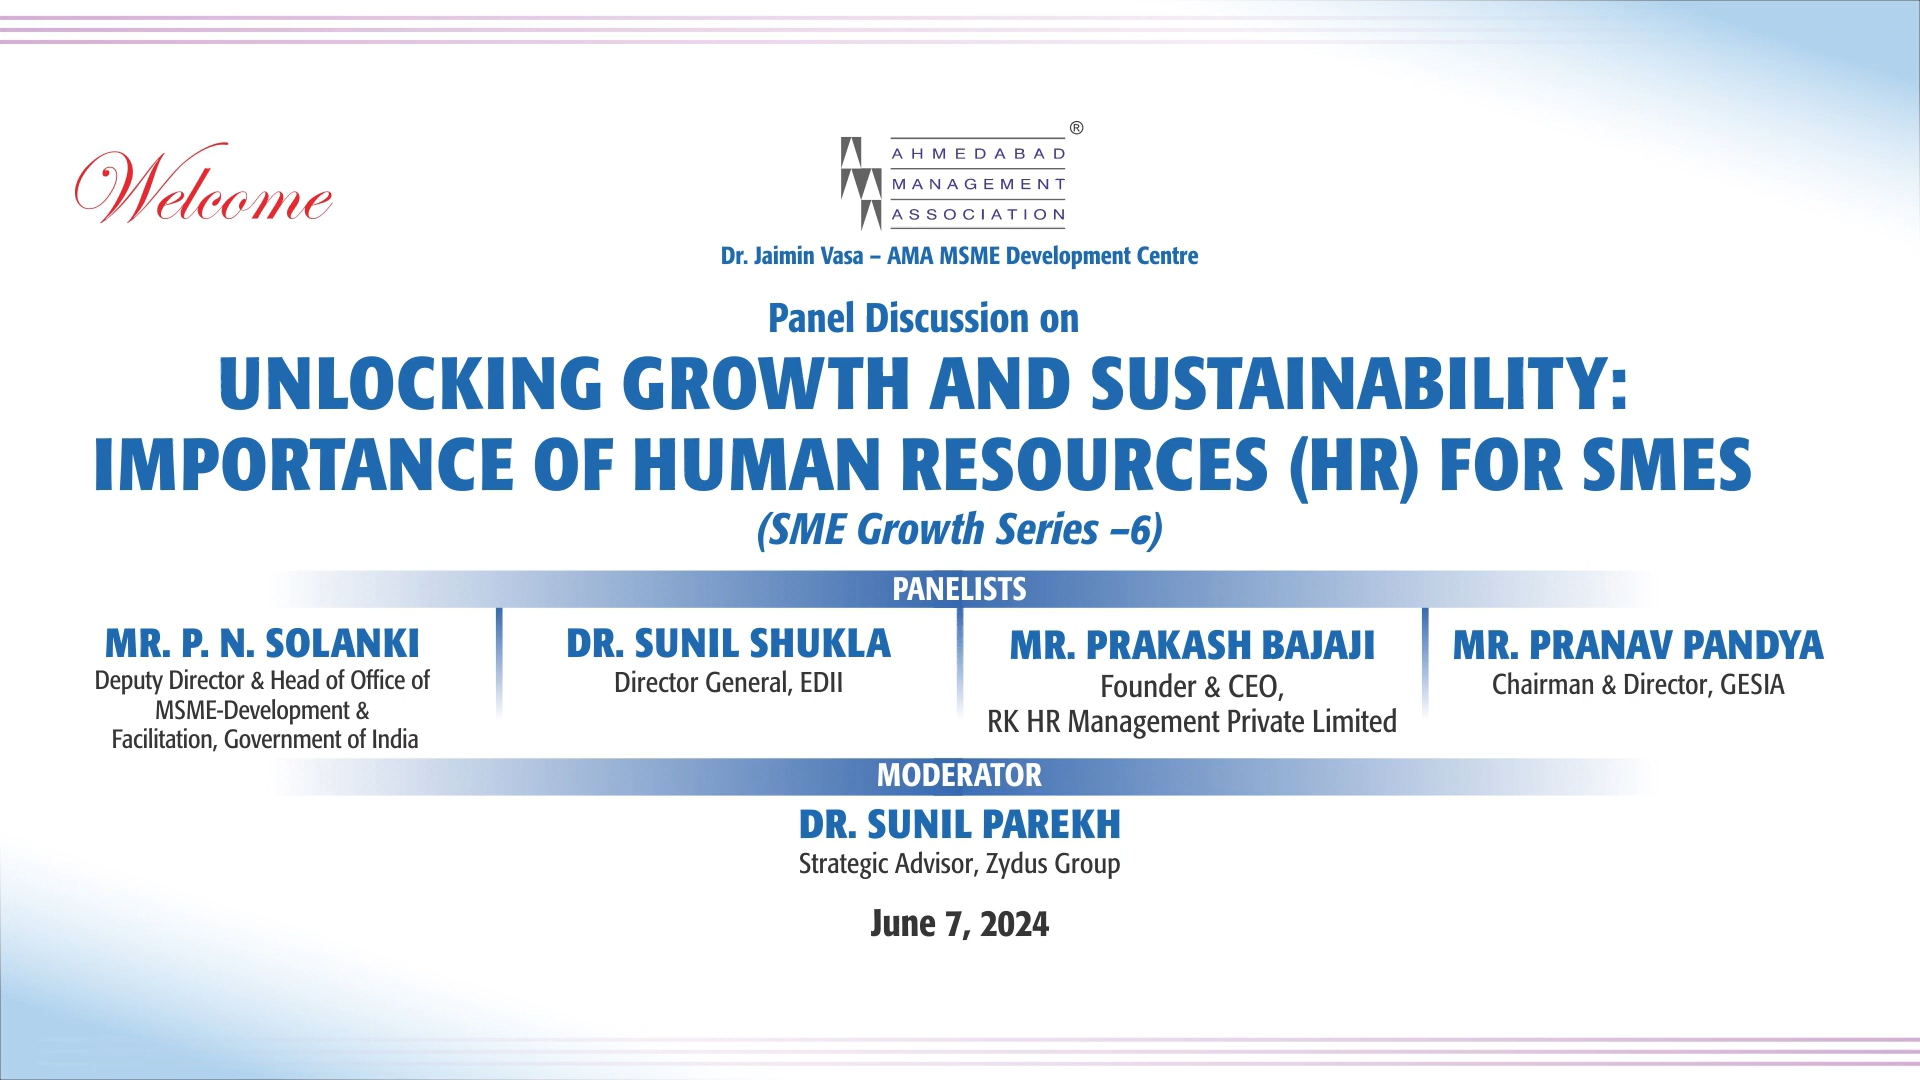 Welcome
®
AHMEDABAD
MANAGEMENT
ASSOCIATION
Dr. Jaimin Vasa – AMA MSME Development Centre
Panel Discussion on
UNLOCKING GROWTH AND SUSTAINABILITY:
IMPORTANCE OF HUMAN RESOURCES (HR) FOR SMES
(SME Growth Series –6)
PANELISTS
MR. P. N. SOLANKI
Deputy Director & Head of Office of
MSME-Development &
Facilitation, Government of India
DR. SUNIL SHUKLA
Director General, EDII
MR. PRAKASH BAJAJI
Founder & CEO,
RK HR Management Private Limited
MR. PRANAV PANDYA
Chairman & Director, GESIA
MODERATOR
DR. SUNIL PAREKH
Strategic Advisor, Zydus Group
June 7, 2024